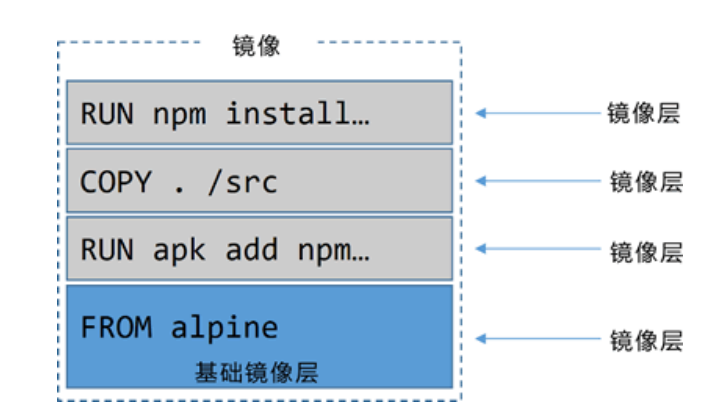 镜像
RUN npm install…
镜像层
COPY . /src
镜像层
RUN apk add npm…
镜像层
FROM alpine
镜像层
基础镜像层